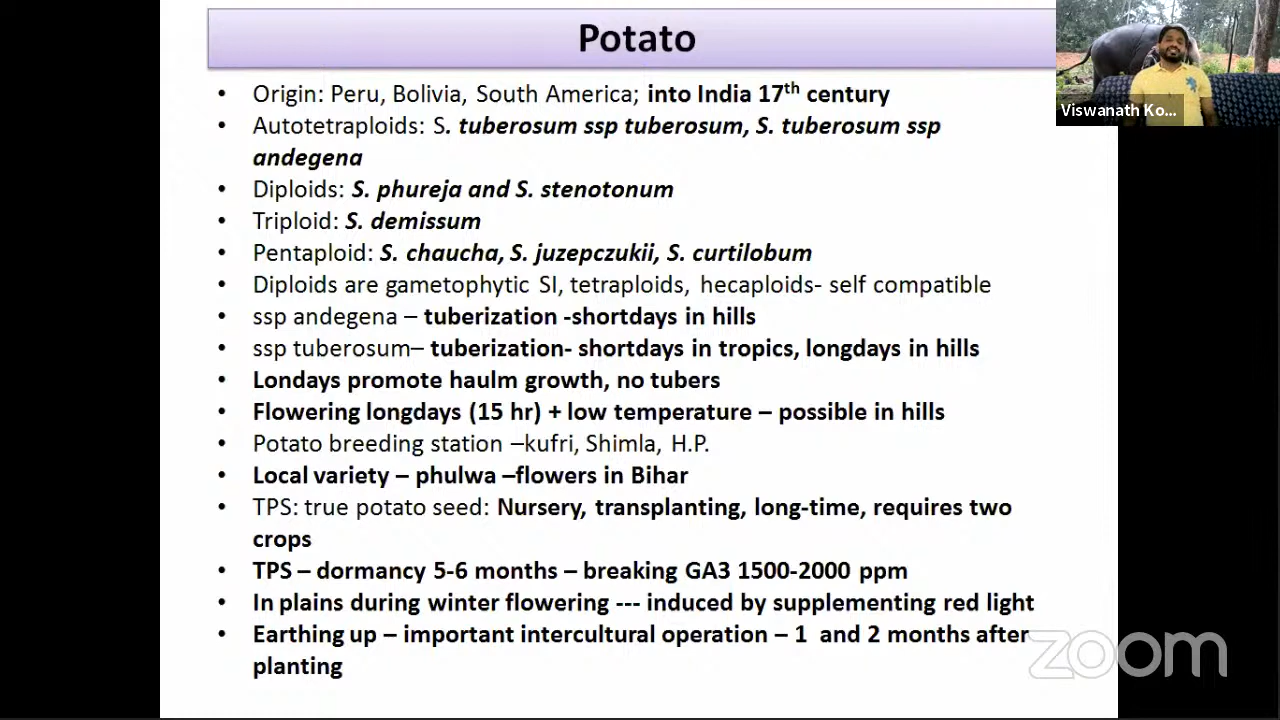 Potato
• Origin: Peru, Bolivia, South America; into India 17th century
• Autotetraploids: S. tuberosum ssp tuberosum, S. tuberosum ssp
andegena
• Diploids: S. phureja and S. stenotonum
• Triploid: S. demissum
• Pentaploid: S. chaucha, S. juzepczukii, S. curtilobum
• Diploids are gametophytic SI, tetraploids, hecaploids- self compatible
• ssp andegena – tuberization -shortdays in hills
• ssp tuberosum– tuberization- shortdays in tropics, longdays in hills
• Londays promote haulm growth, no tubers
• Flowering longdays (15 hr) + low temperature – possible in hills
• Potato breeding station –kufri, Shimla, H.P.
• Local variety – phulwa –flowers in Bihar
• TPS: true potato seed: Nursery, transplanting, long-time, requires two
crops
• TPS – dormancy 5-6 months – breaking GA3 1500-2000 ppm
• In plains during winter flowering --- induced by supplementing red light
• Earthing up – important intercultural operation – 1 and 2 months after
planting
Viswanath Ko...
zoom